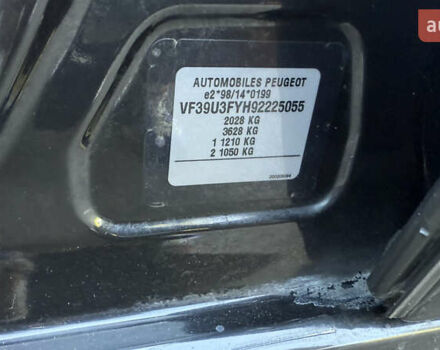 AUTOMOBILES PEUGEOT
e2*98/14*0199
VF39U3FYH92225055
2028 KG
3628 KG
1 1210 KG
2 1050 KG